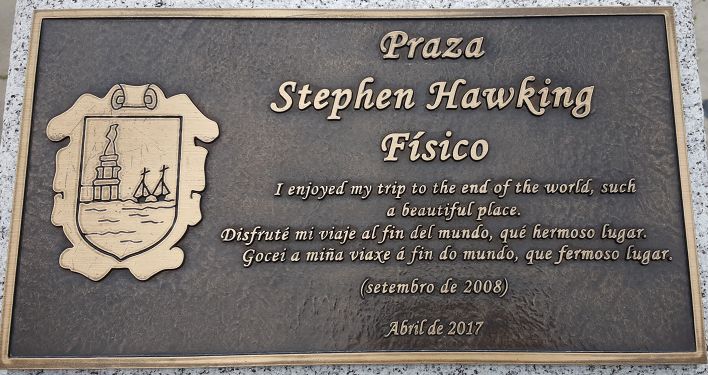 Praza
Stephen Hawking
Físico
I enjoyed my trip to the end of the world, such
a beautiful place.
Disfruté mi viaje al fin del mundo, qué hermoso lugar.
Gocei a miña viaxe á fin do mundo, que fermoso lugar.
(setembro de 2008)
Abril de 2017